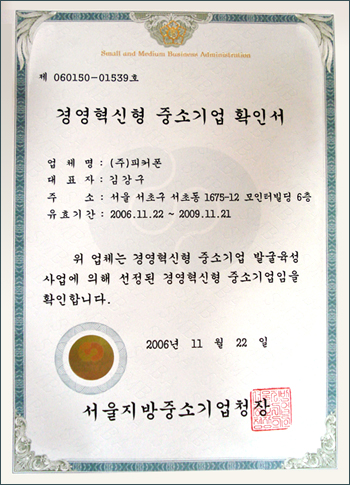 Small and Medium Business Administration
제 060150-01539호
경영혁신형 중소기업 확인서
업 체 명 : (주)피커폰
대 표 자 : 김강구
주 소 : 서울 서초구 서초동 1675-12 모인터빌딩 6층
유효기간 : 2006.11.22 ~ 2009.11.21
위 업체는 경영혁신형 중소기업 발굴육성
사업에 의해 선정된 경영혁신형 중소기업임을
확인합니다.
2006년 11 월 22 일
서울지방중소기업청장